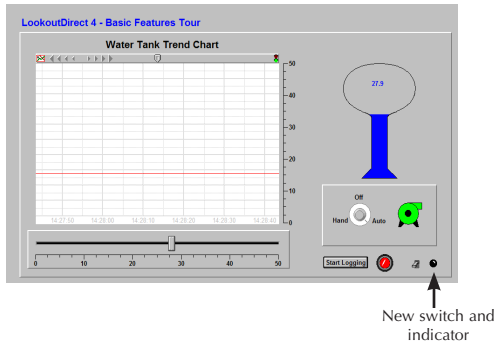 LookoutDirect 4 - Basic Features Tour
Water Tank Trend Chart
50
40
30
20
10
0
14:27:50 14:28:00 14:28:10 14:28:20 14:28:30 14:28:40
27.9
Off
Hand Auto
0 10 20 30 40 50
Start Logging
New switch and
indicator